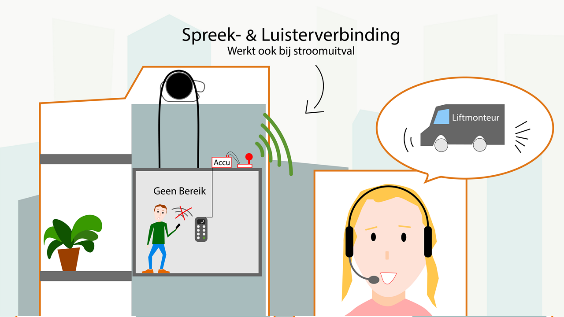 Spreek- & Luisterverbinding
Werkt ook bij stroomuitval
Liftmonteur
Accu
Geen Bereik